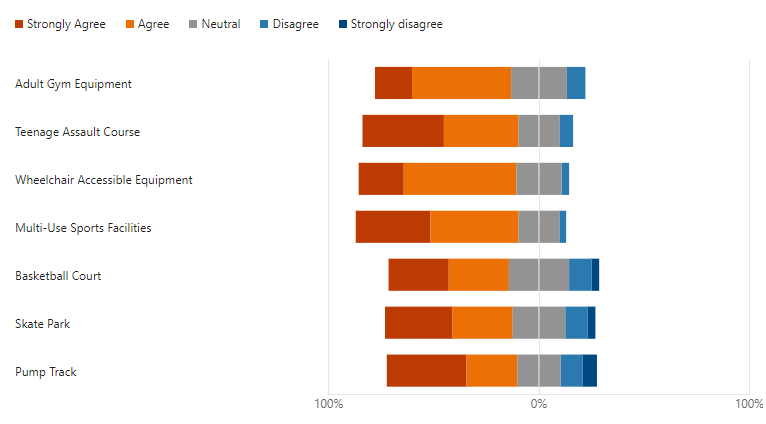 Strongly Agree Agree Neutral Disagree Strongly disagree
Adult Gym Equipment
Teenage Assault Course
Wheelchair Accessible Equipment
Multi-Use Sports Facilities
Basketball Court
Skate Park
Pump Track
100% 0% 100%